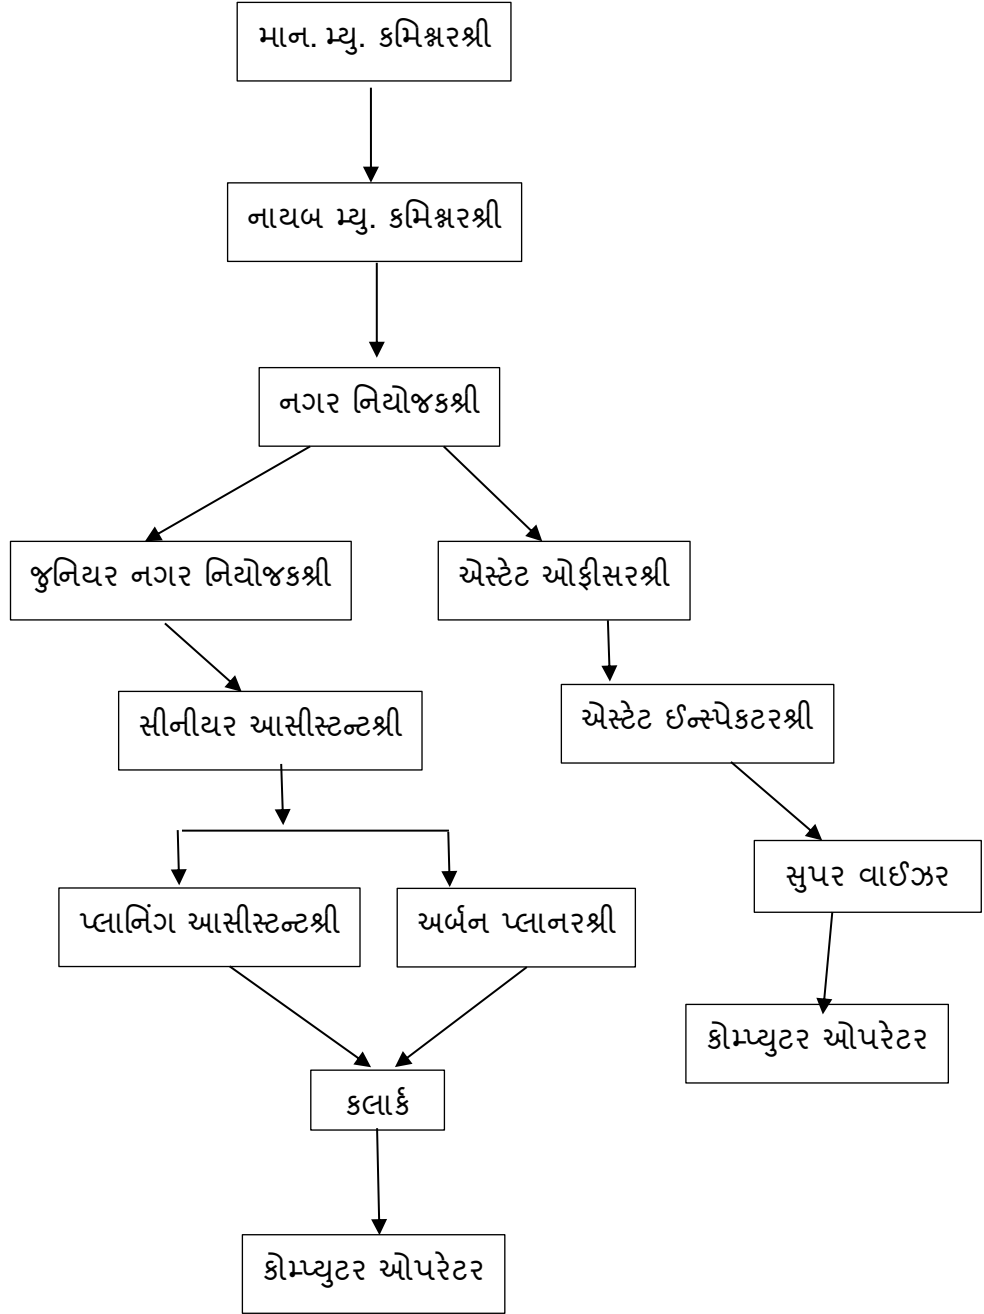 માન. મ્યુ. કમિશ્નરશ્રી
નાયબ મ્યુ. કમિશ્નરશ્રી
નગર નિયોજકશ્રી
જુનિયર નગર નિયોજકશ્રી
એસ્ટેટ ઓફીસરશ્રી
સીનીયર આસીસ્ટન્ટશ્રી
એસ્ટેટ ઈન્સ્પેકટરશ્રી
સુપર વાઈઝર
પ્લાનિંગ આસીસ્ટન્ટશ્રી
અર્બન પ્લાનરશ્રી
કોમ્પ્યુટર ઓપરેટર
કલાર્ક
કોમ્પ્યુટર ઓપરેટર